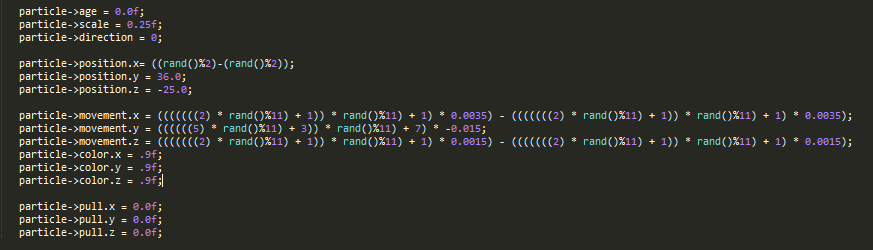 particle->age = 0.0f;
particle->scale = 0.25f;
particle->direction = 0;
particle->position.x= ((rand()%2)-(rand()%2));
particle->position.y = 36.0;
particle->position.z = -25.0;
particle->movement.x = (((((((2) * rand()%11) + 1)) * rand()%11) + 1) * 0.0035) - (((((((2) * rand()%11) + 1)) * rand()%11) + 1) * 0.0035);
particle->movement.y = ((((((5) * rand()%11) + 3)) * rand()%11) + 7) * -0.015;
particle->movement.z = (((((((2) * rand()%11) + 1)) * rand()%11) + 1) * 0.0015) - (((((((2) * rand()%11) + 1)) * rand()%11) + 1) * 0.0015);
particle->color.x = .9f;
particle->color.y = .9f;
particle->color.z = .9f;
particle->pull.x = 0.0f;
particle->pull.y = 0.0f;
particle->pull.z = 0.0f;